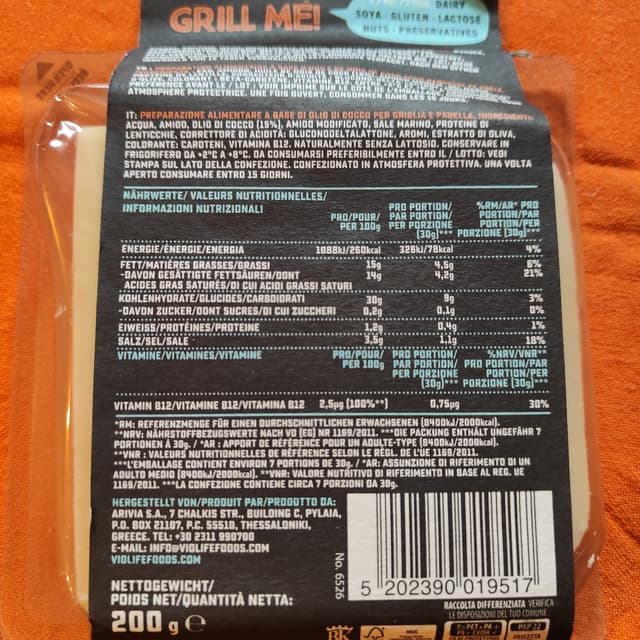 GRILL ME!
DAIRY
SOYA · GLUTEN · LACTOSE
NUTS · PRESERVATIVES
IT: PREPARAZIONE ALIMENTARE A BASE DI OLIO DI COCCO PER GRIGLIA E PADELLA. INGREDIENTI:
ACQUA, AMIDO, OLIO DI COCCO (15%), AMIDO MODIFICATO, SALE MARINO, PROTEINE DI
LENTICCHIE, CORRETTORE DI ACIDITÀ: GLUCONODELTALATTONE, AROMI, ESTRATTO DI OLIVA,
COLORANTE: CAROTENI, VITAMINA B12. NATURALMENTE SENZA LATTOSIO. CONSERVARE IN
FRIGORIFERO DA +2°C A +8°C. DA CONSUMARSI PREFERIBILMENTE ENTRO IL / LOTTO: VEDI
STAMPA SUL LATO DELLA CONFEZIONE. CONFEZIONATO IN ATMOSFERA PROTETTIVA. UNA VOLTA
APERTO CONSUMARE ENTRO 15 GIORNI.
NÄHRWERTE/ VALEURS NUTRITIONNELLES/
INFORMAZIONI NUTRIZIONALI
PRO/POUR/
PER 100g
PRO PORTION/
PAR PORTION/
PER PORZIONE
(30g)***
%RM/AR* PRO
PORTION/PAR
PORTION/PER
PORZIONE (30g)***
ENERGIE/ÉNERGIE/ENERGIA 1088kJ/260kcal 326kJ/78kcal 4%
FETT/MATIÈRES GRASSES/GRASSI 15g 4,5g 6%
-DAVON GESÄTTIGTE FETTSÄUREN/DONT 14g 4,2g 21%
ACIDES GRAS SATURÉS/DI CUI ACIDI GRASSI SATURI
KOHLENHYDRATE/GLUCIDES/CARBOIDRATI 30g 9g 3%
-DAVON ZUCKER/DONT SUCRES/DI CUI ZUCCHERI 0,2g 0,1g 0%
EIWEISS/PROTÉINES/PROTEINE 1,2g 0,4g 1%
SALZ/SEL/SALE 3,5g 1,1g 18%
VITAMINE/VITAMINES/VITAMINE
PRO/POUR/
PER 100g
PRO PORTION/
PAR PORTION/
PER PORZIONE
(30g)***
%NRV/VNR**
PRO PORTION/
PAR PORTION/PER
PORZIONE (30g)***
VITAMIN B12/VITAMINE B12/VITAMINA B12 2,5µg (100%**) 0,75µg 30%
*RM: REFERENZMENGE FÜR EINEN DURCHSCHNITTLICHEN ERWACHSENEN (8400kJ/2000kcal).
**NRV: NÄHRSTOFFBEZUGSWERTE NACH VO (EG) NR 1169/2011. ***DIE PACKUNG ENTHÄLT UNGEFÄHR 7
PORTIONEN À 30g. / *AR : APPORT DE RÉFÉRENCE POUR UN ADULTE-TYPE (8400kJ/2000kcal).
**VNR : VALEURS NUTRITIONNELLES DE RÉFÉRENCE SELON LE RÈGL. DE L'UE 1169/2011.
***L'EMBALLAGE CONTIENT ENVIRON 7 PORTIONS DE 30g. / *AR: ASSUNZIONE DI RIFERIMENTO DI UN
ADULTO MEDIO (8400kJ/2000kcal). **VNR: VALORE NUTRITIVO DI RIFERIMENTO IN BASE AL REG. UE
1169/2011. ***LA CONFEZIONE CONTIENE CIRCA 7 PORZIONI DA 30g.
HERGESTELLT VON/PRODUIT PAR/PRODOTTO DA:
ARIVIA S.A., 7 CHALKIS STR., BUILDING C, PYLAIA,
P.O. BOX 21107, P.C. 55510, THESSALONIKI,
GREECE. TEL: +30 2311 990700
E-MAIL: INFO@VIOLIFEFOODS.COM
VIOLIFEFOODS.COM
NETTOGEWICHT/
POIDS NET/QUANTITÀ NETTA:
200 g e
No. 6526
5 202390 019517
RACCOLTA DIFFERENZIATA VERIFICA
LE DISPOSIZIONI DEL TUO COMUNE
PAP 22